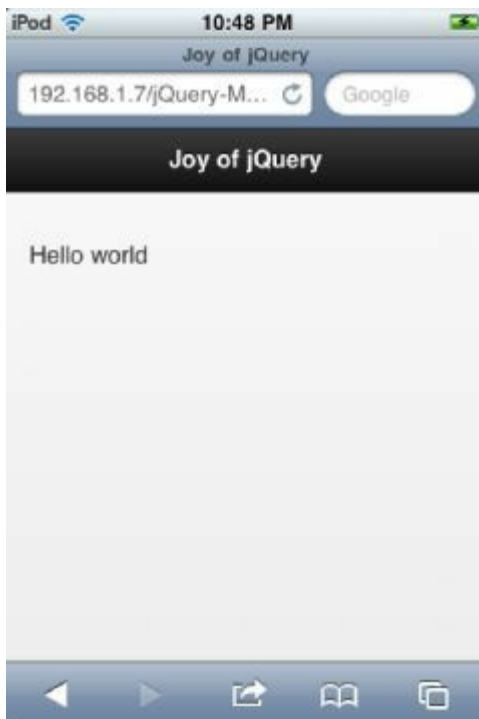 iPod 10:48 PM
Joy of jQuery
192.168.1.7/jQuery-M... Google
Joy of jQuery
Hello world